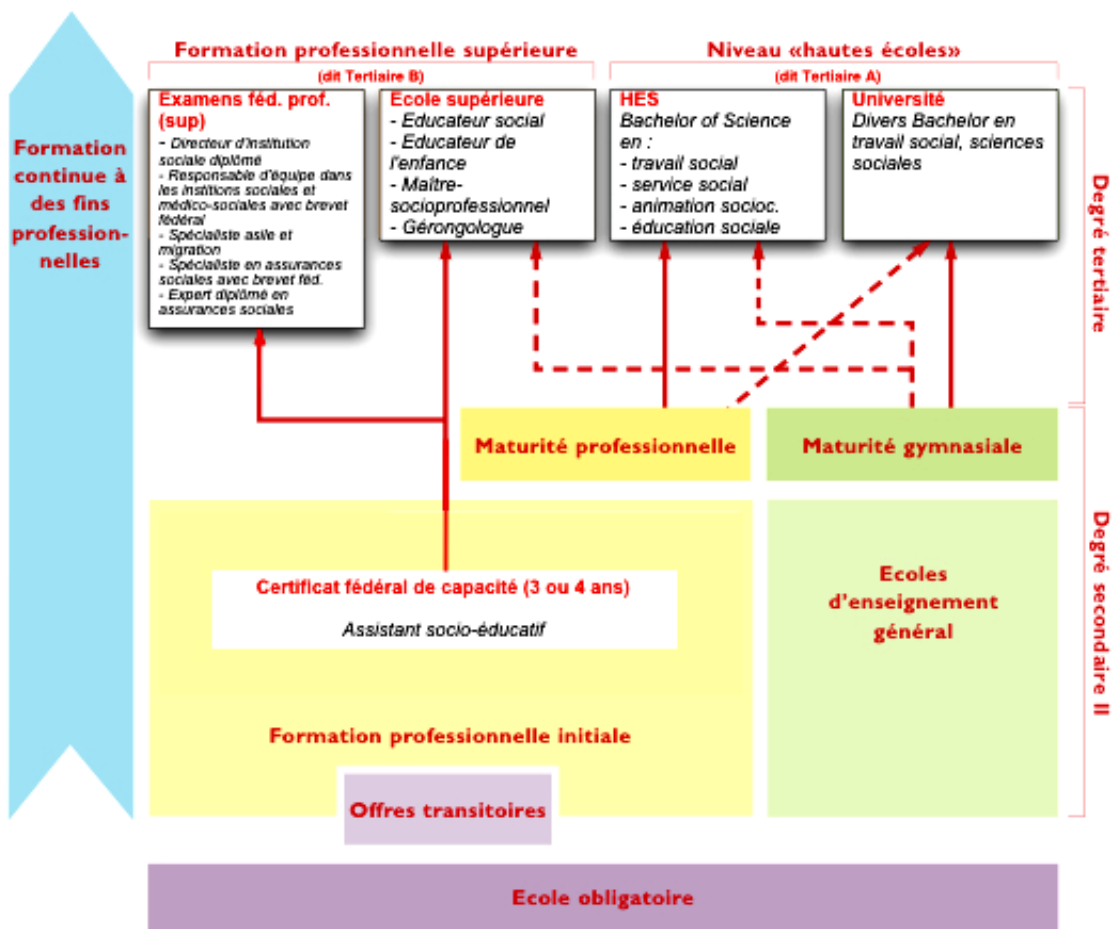 Formation professionnelle supérieure
Niveau «hautes écoles»
(dit Tertiaire B)
(dit Tertiaire A)
Formation
continue à
des fins
profession-
nelles
Examens féd. prof.
(sup)
- Directeur d'institution
sociale diplômé
- Responsable d'équipe dans
les institions sociales et
médico-sociales avec brevet
fédéral
- Spécialiste asile et
migration
- Spécialiste en assurances
sociales avec brevet féd.
- Expert diplômé en
assurances sociales
Ecole supérieure
- Educateur social
- Educateur de
l'enfance
- Maître-
socioprofessionnel
- Gérongologue
HES
Bachelor of Science
en :
- travail social
- service social
- animation socioc.
- éducation sociale
Université
Divers Bachelor en
travail social, sciences
sociales
Degré tertiaire
Maturité professionnelle
Maturité gymnasiale
Certificat fédéral de capacité (3 ou 4 ans)
Assistant socio-éducatif
Ecoles
d'enseignement
général
Degré secondaire II
Formation professionnelle initiale
Offres transitoires
Ecole obligatoire